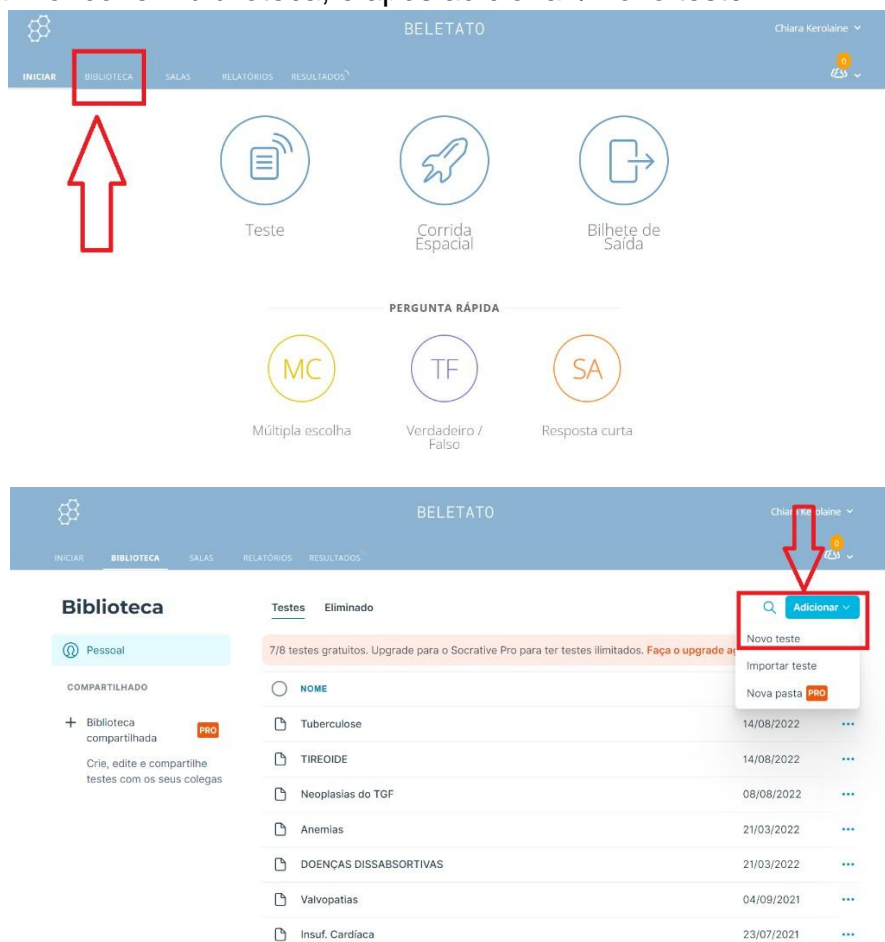 BELETATO
Chiara Kerolaine
INICIAR BIBLIOTECA SALAS RELATÓRIOS RESULTADOS
0
Teste
Corrida
Espacial
Bilhete de
Saída
PERGUNTA RÁPIDA
MC
TF
SA
Múltipla escolha
Verdadeiro /
Falso
Resposta curta
BELETATO
INICIAR BIBLIOTECA SALAS RELATÓRIOS RESULTADOS
0
Biblioteca
Testes Eliminado
Adicionar
Pessoal
7/8 testes gratuitos. Upgrade para o Socrative Pro para ter testes ilimitados. Faça o upgrade
Novo teste
Importar teste
Nova pasta PRO
COMPARTILHADO
NOME
Biblioteca
compartilhada
PRO
Crie, edite e compartilhe
testes com os seus colegas
Tuberculose 14/08/2022
TIREOIDE 14/08/2022
Neoplasias do TGF 08/08/2022
Anemias 21/03/2022
DOENÇAS DISSABSORTIVAS 21/03/2022
Valvopatias 04/09/2021
Insuf. Cardíaca 23/07/2021